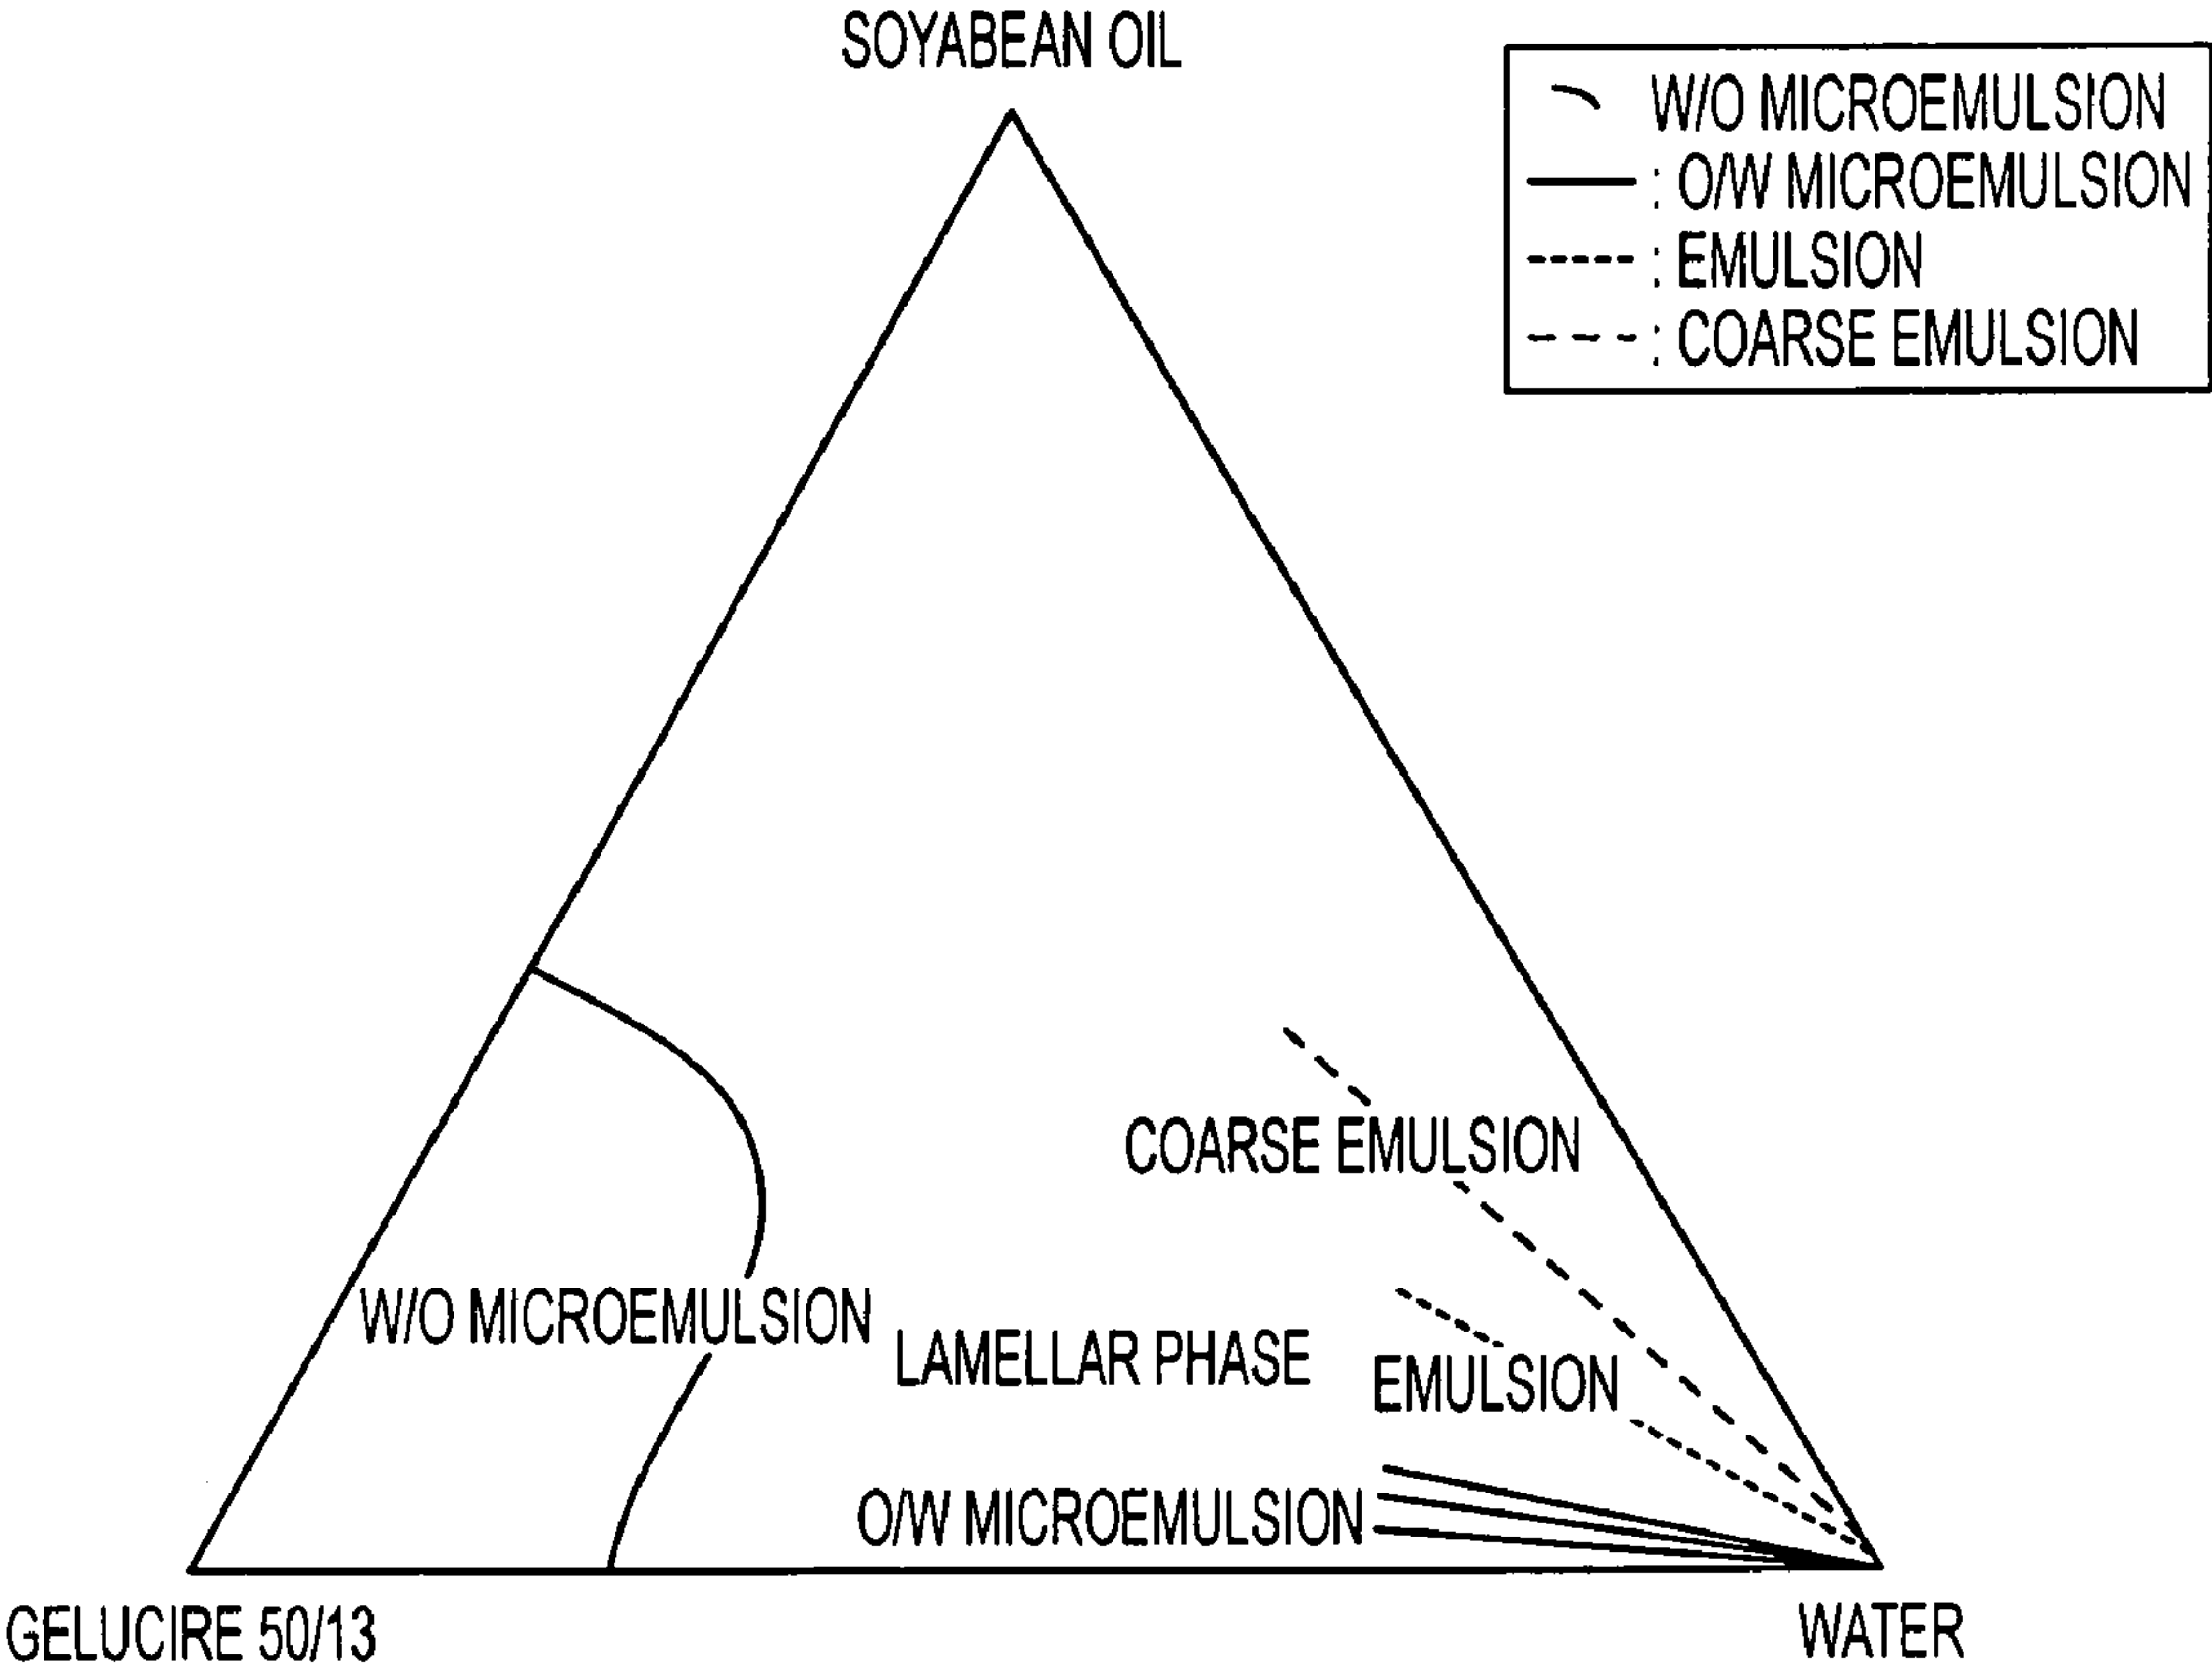 SOYABEAN OIL
W/O MICROEMULSION
: O/W MICROEMULSION
: EMULSION
: COARSE EMULSION
COARSE EMULSION
W/O MICROEMULSION
LAMELLAR PHASE
EMULSION
O/W MICROEMULSION
GELUCIRE 50/13
WATER